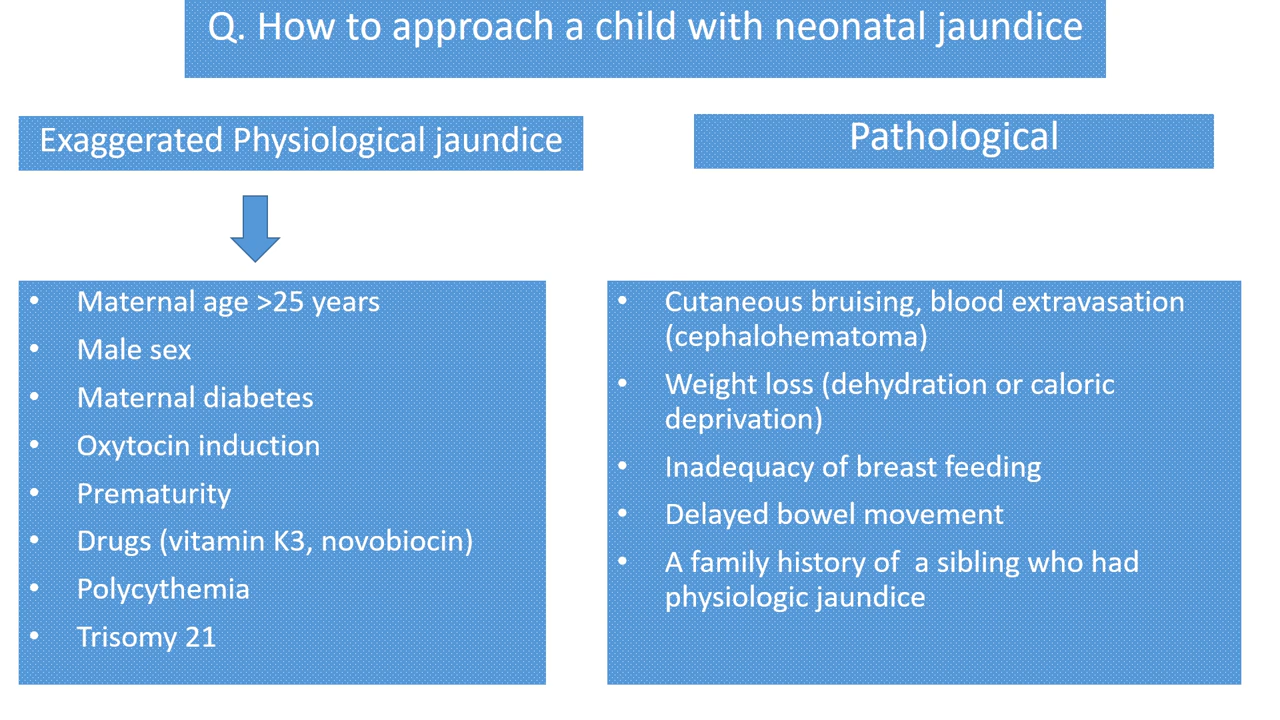 Q. How to approach a child with neonatal jaundice
Exaggerated Physiological jaundice
Pathological
• Maternal age >25 years
• Male sex
• Maternal diabetes
• Oxytocin induction
• Prematurity
• Drugs (vitamin K3, novobiocin)
• Polycythemia
• Trisomy 21
• Cutaneous bruising, blood extravasation
(cephalohematoma)
• Weight loss (dehydration or caloric
deprivation)
• Inadequacy of breast feeding
• Delayed bowel movement
• A family history of  a sibling who had
physiologic jaundice